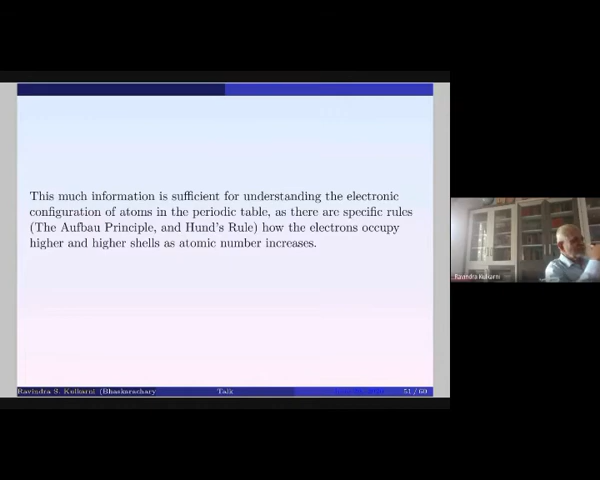 This much information is sufficient for understanding the electronic
configuration of atoms in the periodic table, as there are specific rules
(The Aufbau Principle, and Hund's Rule) how the electrons occupy
higher and higher shells as atomic number increases.
Ravindra Kulkarni
Ravindra S. Kulkarni (Bhaskarachary
Talk
51 / 60